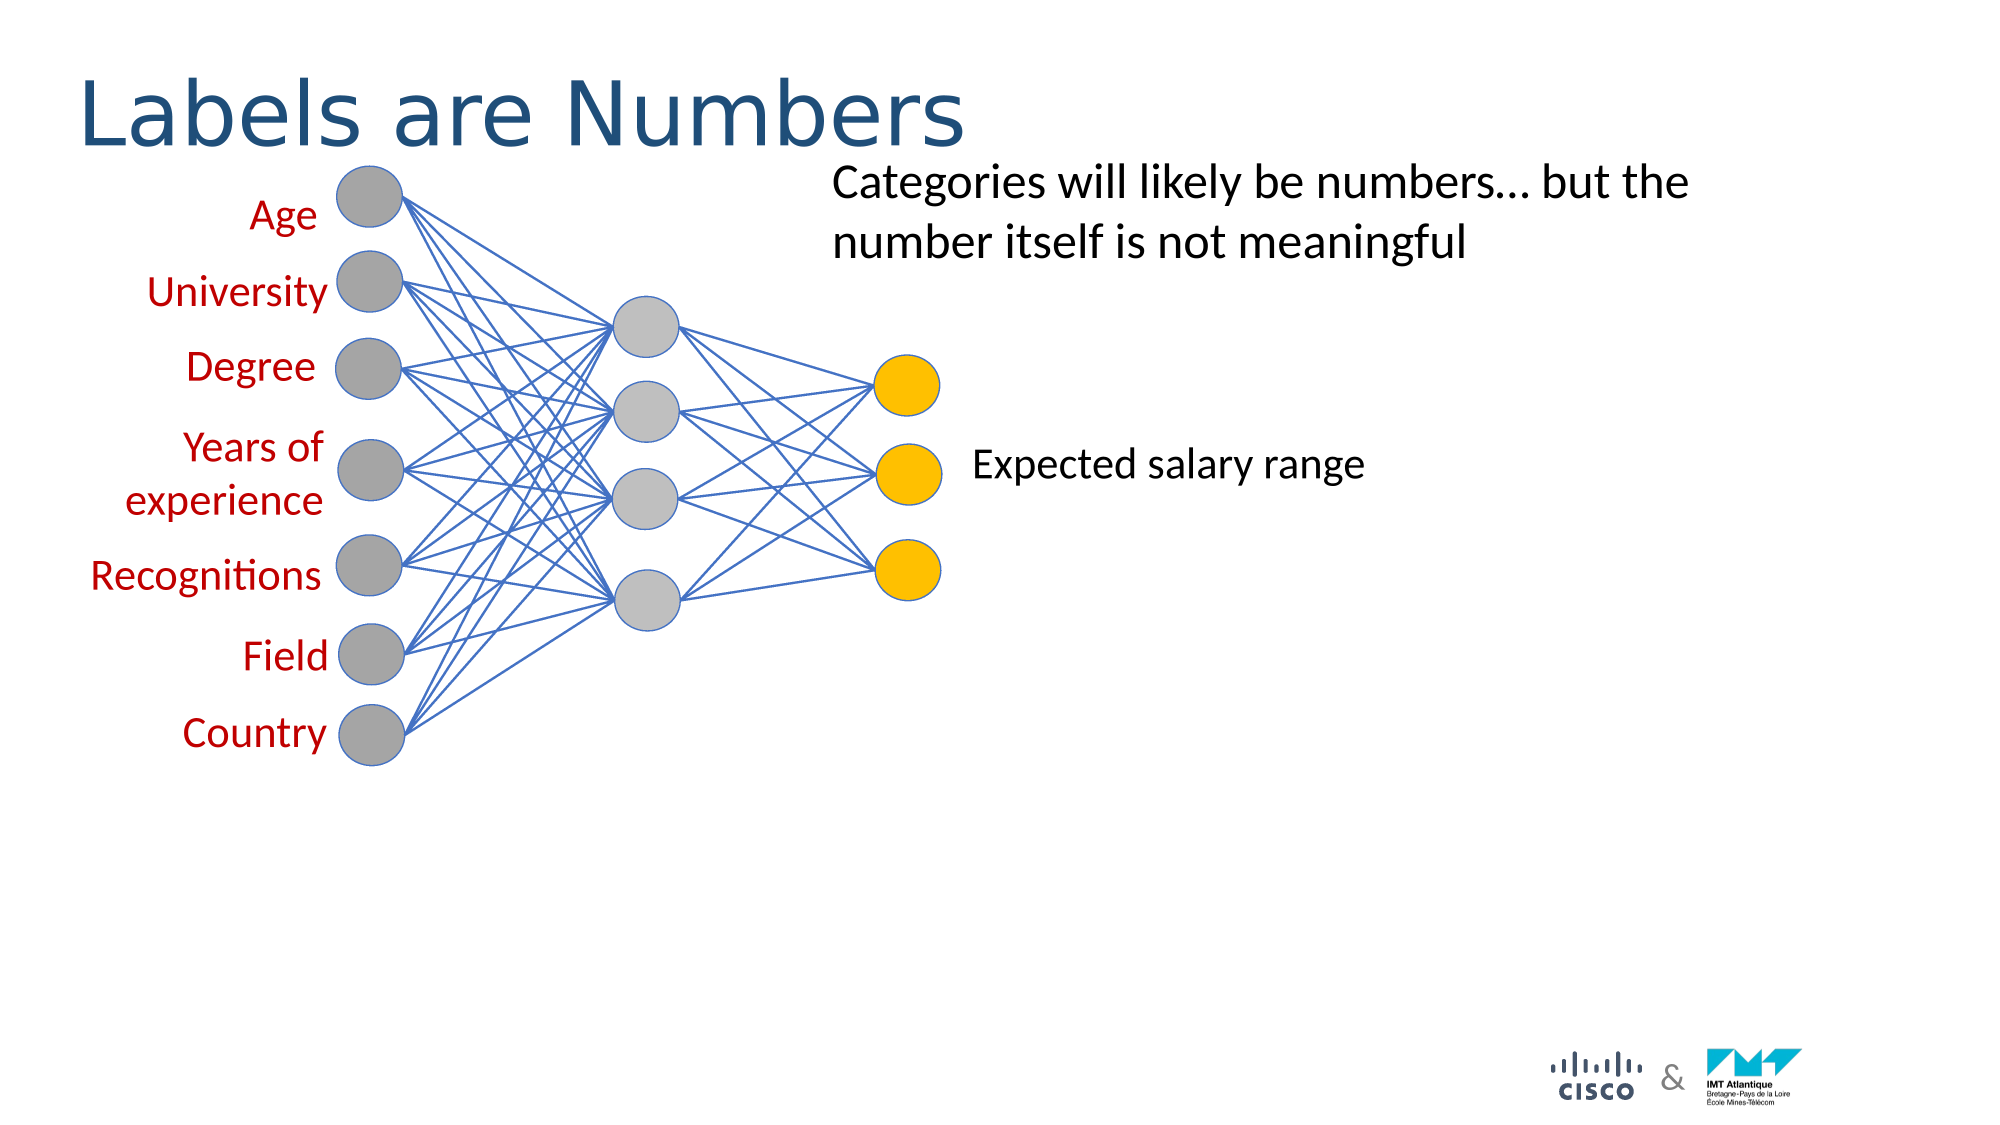 Labels are Numbers
Categories will likely be numbers... but the
number itself is not meaningful
Age
University
Degree
Years of
experience
Recognitions
Field
Country
Expected salary range
CISCO
&
IMT Atlantique
Bretagne-Pays de la Loire
École Mines-Télécom